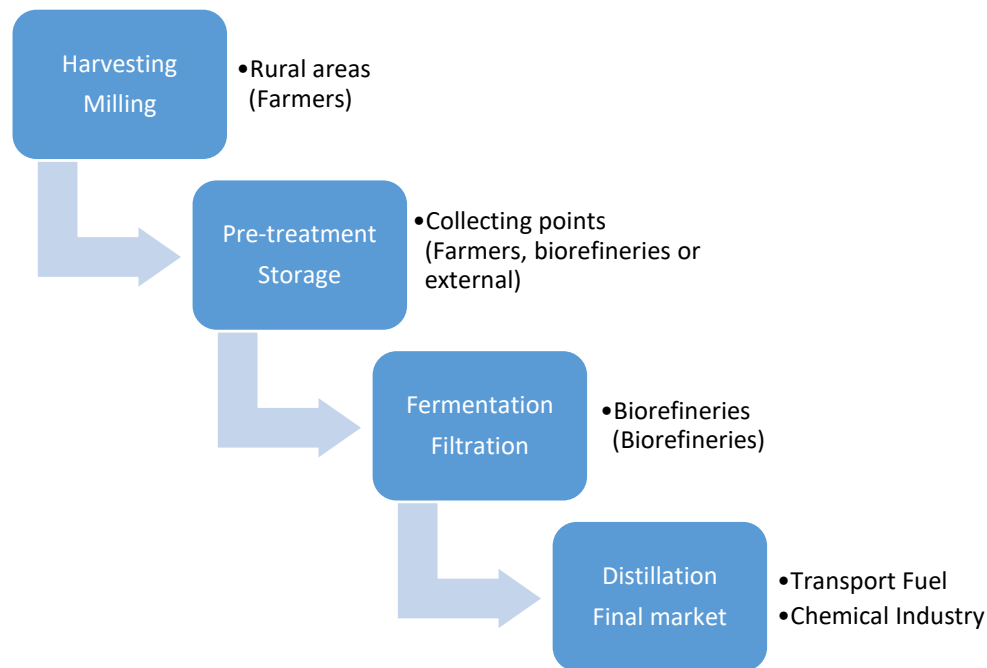 Harvesting
Milling
•Rural areas
(Farmers)
Pre-treatment
Storage
•Collecting points
(Farmers, biorefineries or
external)
Fermentation
Filtration
•Biorefineries
(Biorefineries)
Distillation
Final market
•Transport Fuel
•Chemical Industry